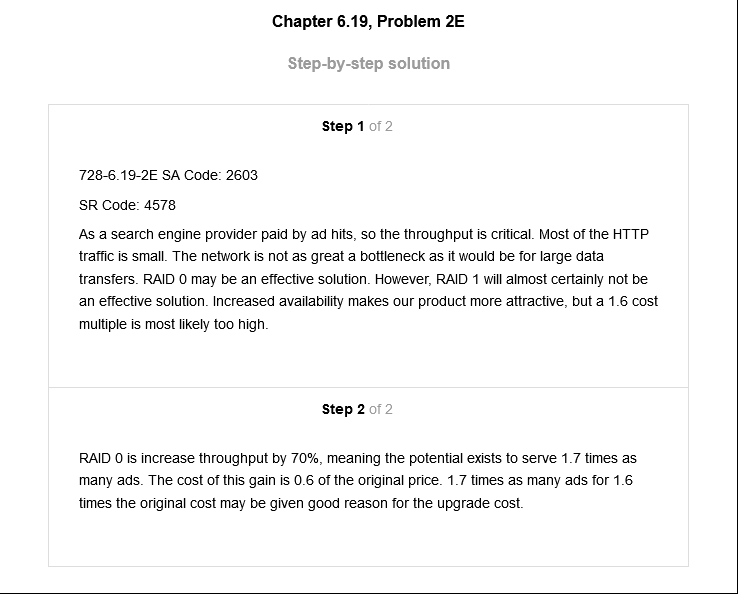 Chapter 6.19, Problem 2E
Step-by-step solution
Step 1 of 2
728-6.19-2E SA Code: 2603
SR Code: 4578
As a search engine provider paid by ad hits, so the throughput is critical. Most of the HTTP
traffic is small. The network is not as great a bottleneck as it would be for large data
transfers. RAID 0 may be an effective solution. However, RAID 1 will almost certainly not be
an effective solution. Increased availability makes our product more attractive, but a 1.6 cost
multiple is most likely too high.
Step 2 of 2
RAID 0 is increase throughput by 70%, meaning the potential exists to serve 1.7 times as
many ads. The cost of this gain is 0.6 of the original price. 1.7 times as many ads for 1.6
times the original cost may be given good reason for the upgrade cost.